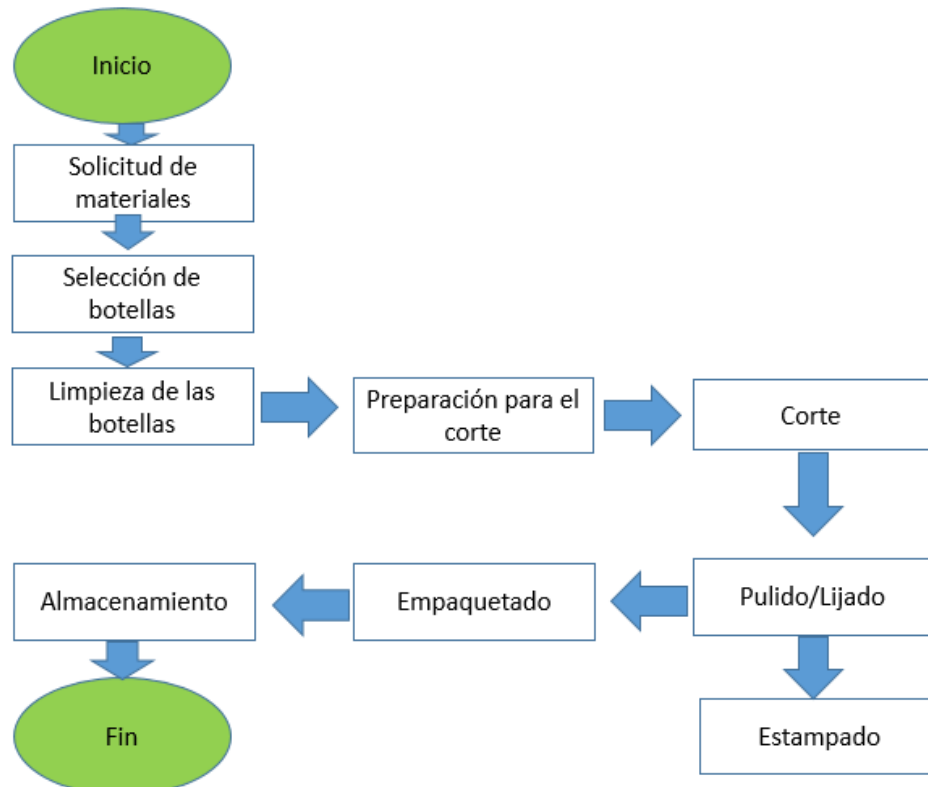 Inicio
Solicitud de
materiales
Selección de
botellas
Limpieza de las
botellas
Preparación para el
corte
Corte
Pulido/Lijado
Estampado
Empaquetado
Almacenamiento
Fin